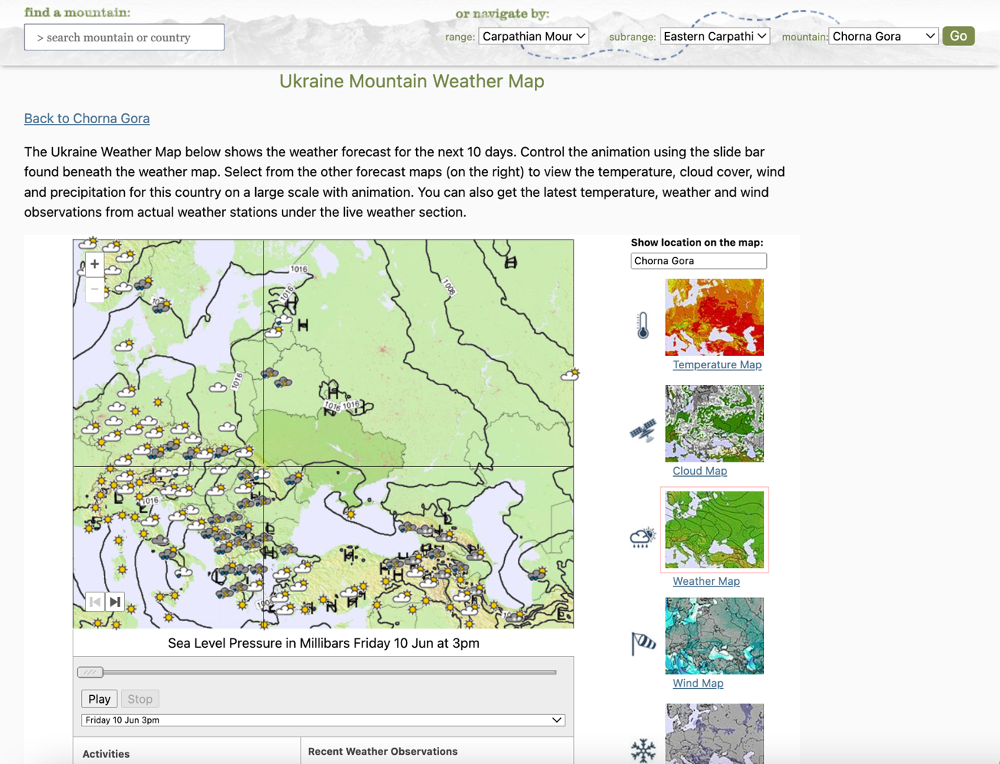 find a mountain:
or navigate by:
> search mountain or country
range: Carpathian Mour
subrange: Eastern Carpathi
mountain: Chorna Gora
Go
Ukraine Mountain Weather Map
Back to Chorna Gora
The Ukraine Weather Map below shows the weather forecast for the next 10 days. Control the animation using the slide bar
found beneath the weather map. Select from the other forecast maps (on the right) to view the temperature, cloud cover, wind
and precipitation for this country on a large scale with animation. You can also get the latest temperature, weather and wind
observations from actual weather stations under the live weather section.
Show location on the map:
Chorna Gora
+
−
1016
1016
1008
H
H
H
1016
H
1016 1016
L
1016
L
H
H
H
L
H
H
Temperature Map
Cloud Map
Weather Map
Wind Map
Sea Level Pressure in Millibars Friday 10 Jun at 3pm
Play
Stop
Friday 10 Jun 3pm
Activities
Recent Weather Observations